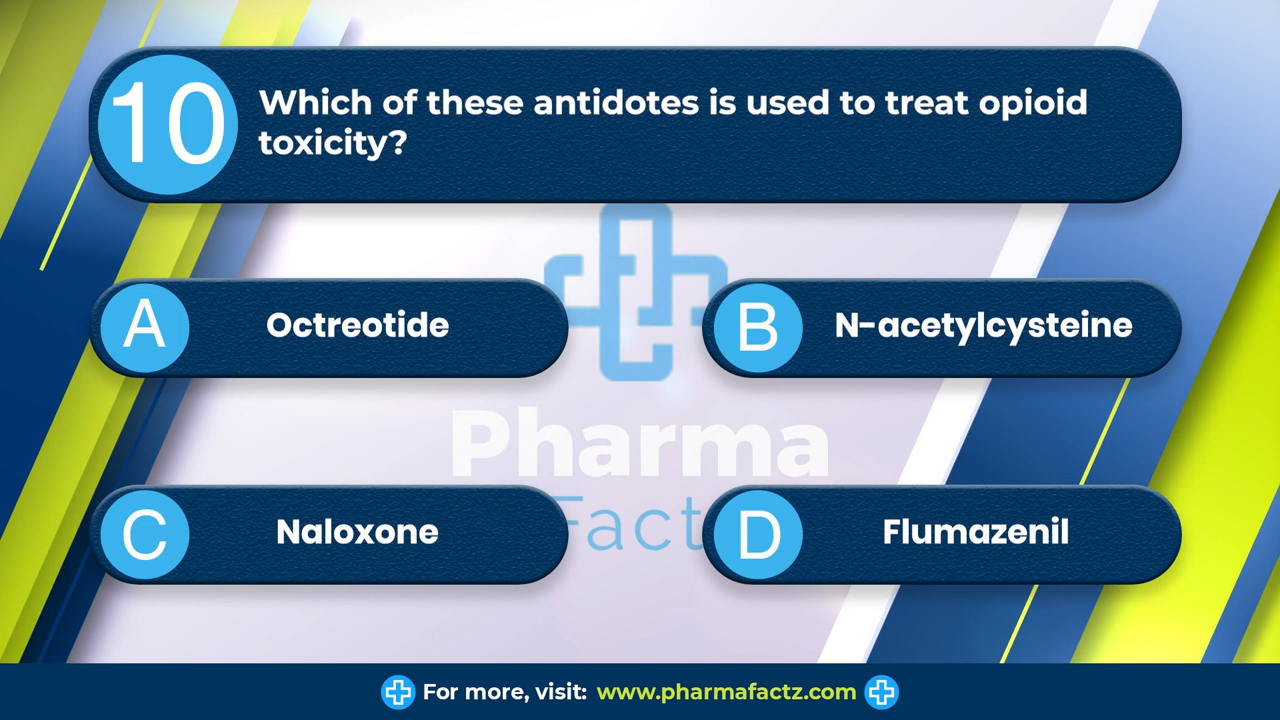 10
Which of these antidotes is used to treat opioid
toxicity?
A
Octreotide
B
N-acetylcysteine
Pharma
Fact
C
Naloxone
D
Flumazenil
For more, visit: www.pharmafactz.com